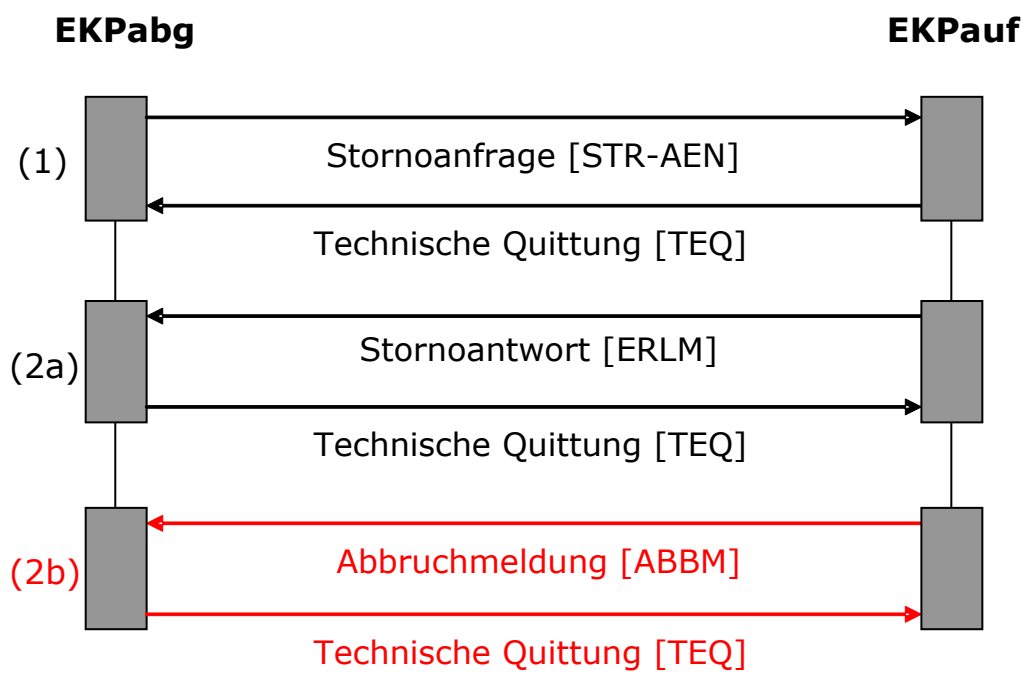 EKPabg
EKPauf
(1)
Stornoanfrage [STR-AEN]
Technische Quittung [TEQ]
(2a)
Stornoantwort [ERLM]
Technische Quittung [TEQ]
(2b)
Abbruchmeldung [ABBM]
Technische Quittung [TEQ]